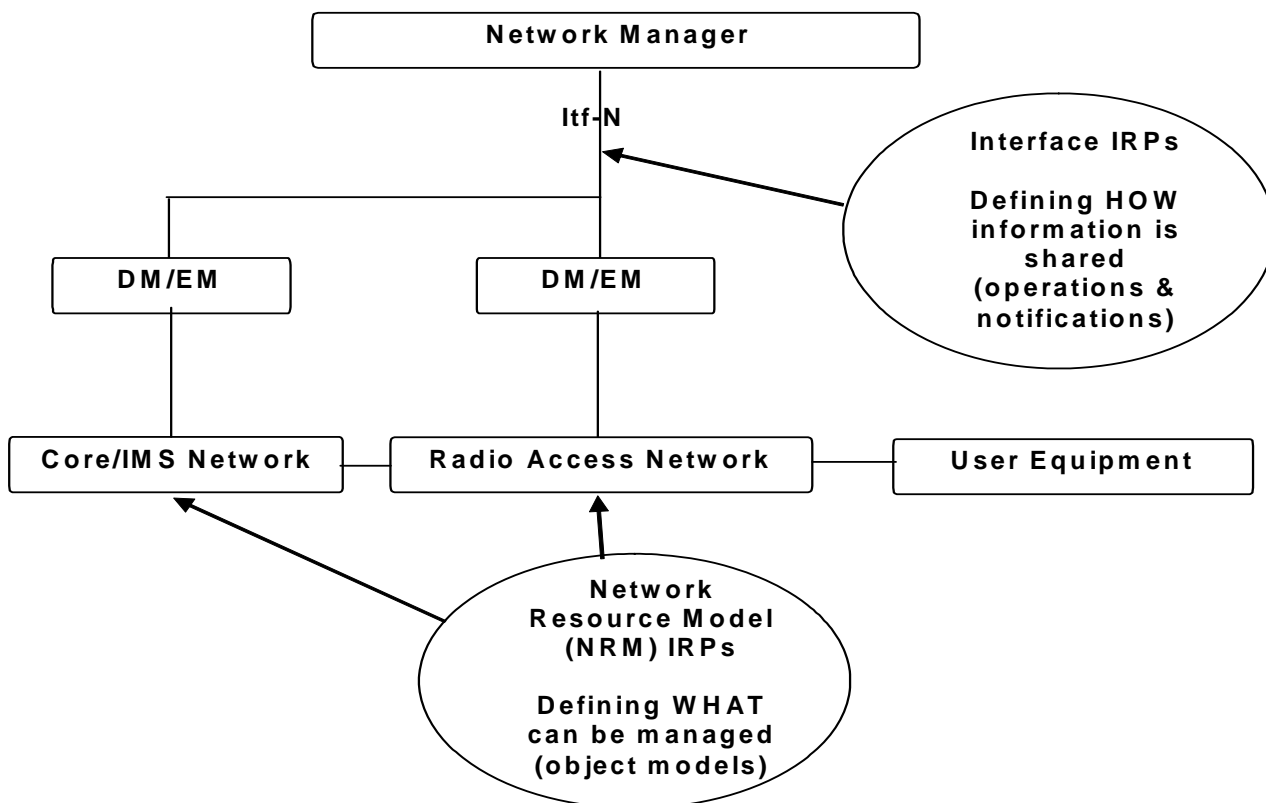 Network Manager
Itf-N
Interface IRPs
Defining HOW
information is
shared
(operations &
notifications)
DM/EM
DM/EM
Core/IMS Network
Radio Access Network
User Equipment
Network
Resource Model
(NRM) IRPs
Defining WHAT
can be managed
(object models)